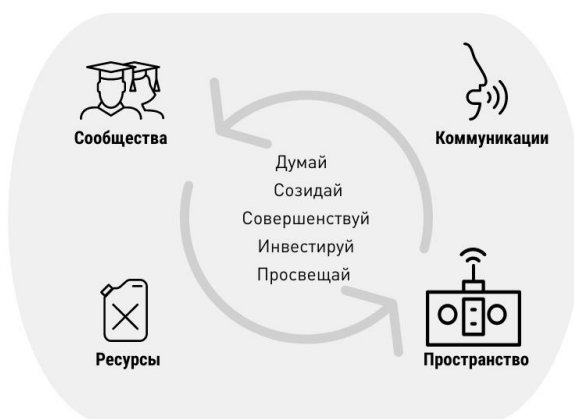 Сообщества
Коммуникации
Думай
Созидай
Совершенствуй
Инвестируй
Просвещай
Ресурсы
Пространство